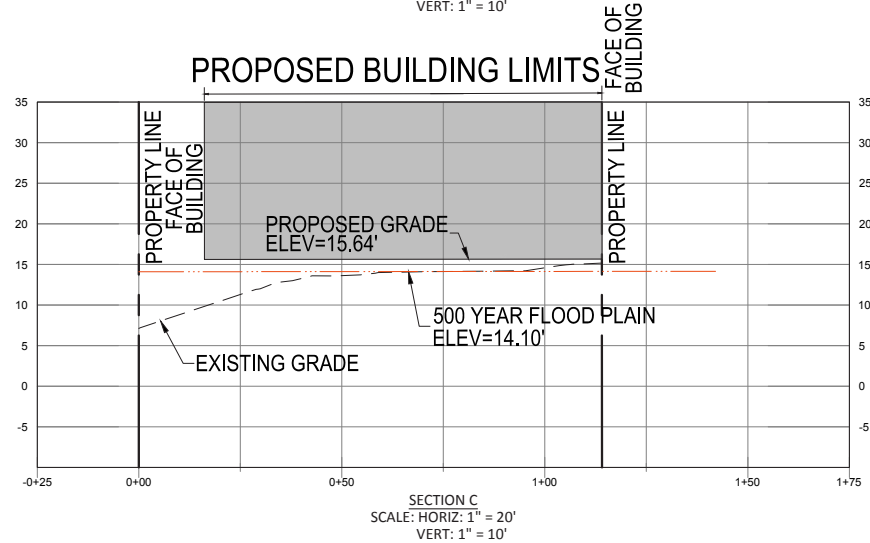 VERT: 1" = 10'
PROPOSED BUILDING LIMITS
FACE OF
BUILDING
35
30
25
20
15
10
5
0
-5
PROPERTY LINE
FACE OF
BUILDING
PROPOSED GRADE
ELEV=15.64'
500 YEAR FLOOD PLAIN
ELEV=14.10'
EXISTING GRADE
PROPERTY LINE
35
30
25
20
15
10
5
0
-5
-0+25
0+00
0+50
1+00
1+50
1+75
SECTION C
SCALE: HORIZ: 1" = 20'
VERT: 1" = 10'